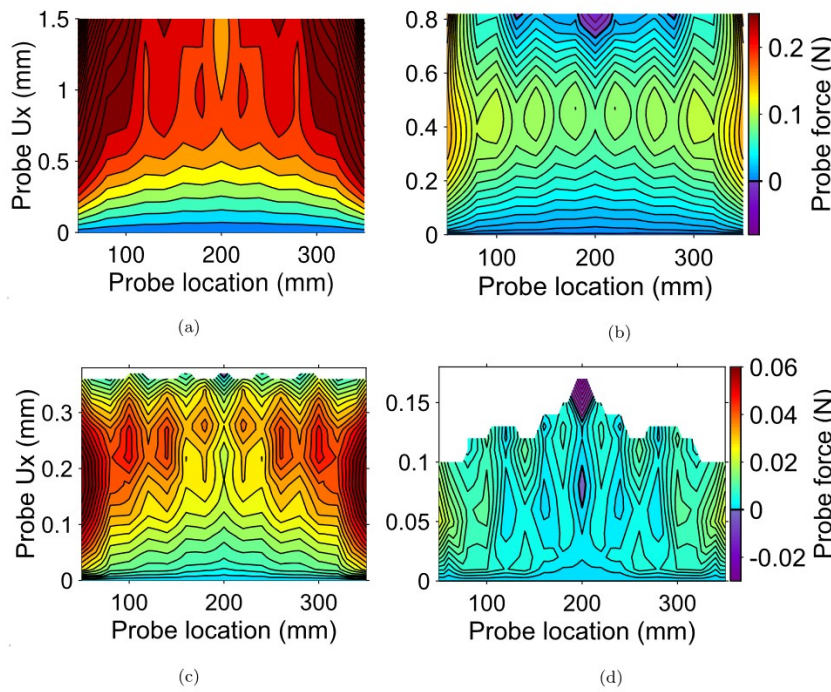 1.5
1
0.5
0
Probe Ux (mm)
100 200 300
Probe location (mm)
(a)
0.8
0.6
0.4
0.2
0
100 200 300
Probe location (mm)
(b)
0.2
0.1
0
Probe force (N)
0.3
0.2
0.1
0
Probe Ux (mm)
100 200 300
Probe location (mm)
(c)
0.15
0.1
0.05
0
100 200 300
Probe location (mm)
(d)
0.06
0.04
0.02
0
-0.02
Probe force (N)